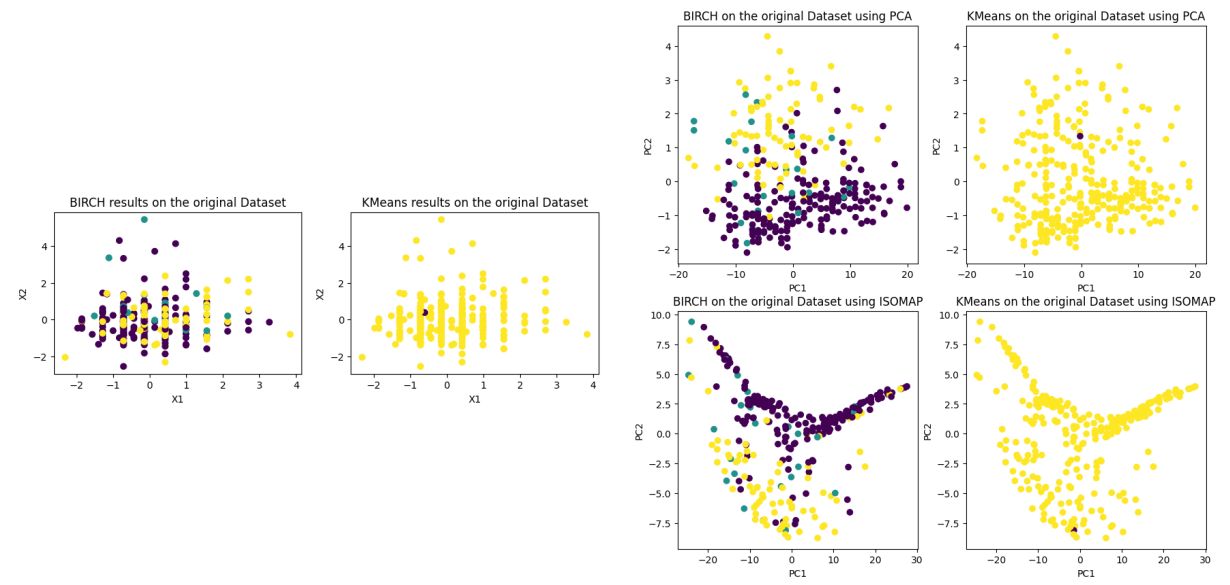 BIRCH results on the original Dataset
X2
4
2
0
−2
−2 −1 0 1 2 3 4
X1
KMeans results on the original Dataset
X2
4
2
0
−2
−2 −1 0 1 2 3 4
X1
BIRCH on the original Dataset using PCA
PC2
4
3
2
1
0
−1
−2
−20 −10 0 10 20
PC1
KMeans on the original Dataset using PCA
PC2
4
3
2
1
0
−1
−2
−20 −10 0 10 20
PC1
BIRCH on the original Dataset using ISOMAP
PC2
10.0
7.5
5.0
2.5
0.0
−2.5
−5.0
−7.5
−20 −10 0 10 20 30
PC1
KMeans on the original Dataset using ISOMAP
PC2
10.0
7.5
5.0
2.5
0.0
−2.5
−5.0
−7.5
−20 −10 0 10 20 30
PC1